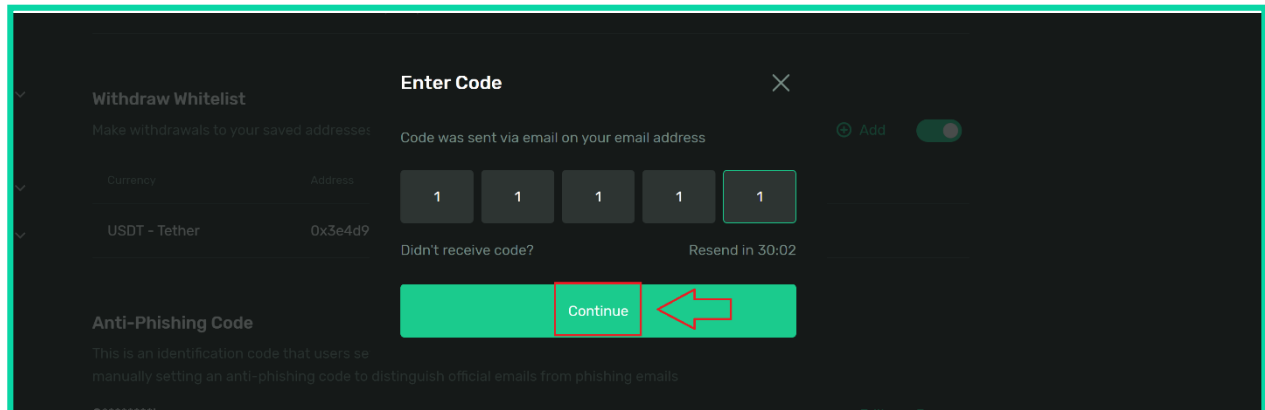 Enter Code
Withdraw Whitelist
Make withdrawals to your saved addresses
Code was sent via email on your email address
Add
Currency Address
1 1 1 1 1
USDT - Tether 0x3e4d9
Didn't receive code? Resend in 30:02
Continue
Anti-Phishing Code
This is an identification code that users se
manually setting an anti-phishing code to distinguish official emails from phishing emails